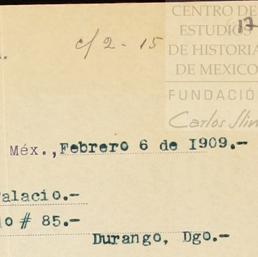 CENTRO DE
ESTUDIOS
DE HISTORIA
DE MEXICO
FUNDACIÓ
Carlos Slim
17
c/2-15
Méx., Febrero 6 de 1909.-
alacio.-
o # 85.-
Durango, Dgo.-